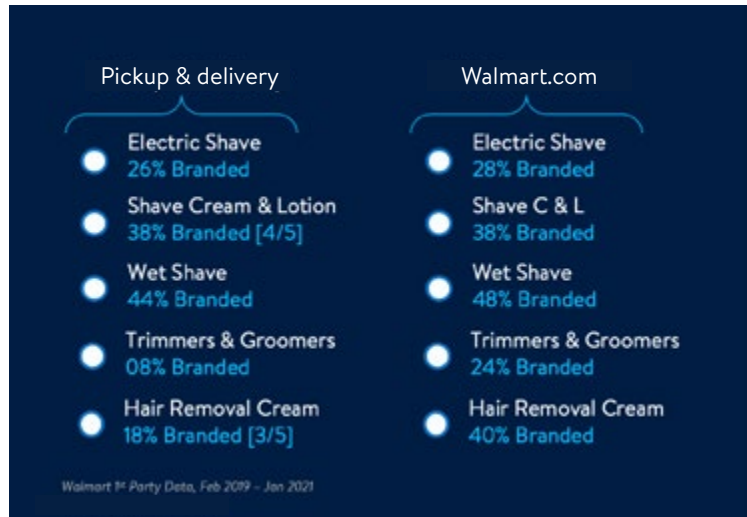 Pickup & delivery
Electric Shave
26% Branded
Shave Cream & Lotion
38% Branded [4/5]
Wet Shave
44% Branded
Trimmers & Groomers
08% Branded
Hair Removal Cream
18% Branded [3/5]
Walmart.com
Electric Shave
28% Branded
Shave C & L
38% Branded
Wet Shave
48% Branded
Trimmers & Groomers
24% Branded
Hair Removal Cream
40% Branded
Walmart 1st Party Data, Feb 2019 – Jan 2021